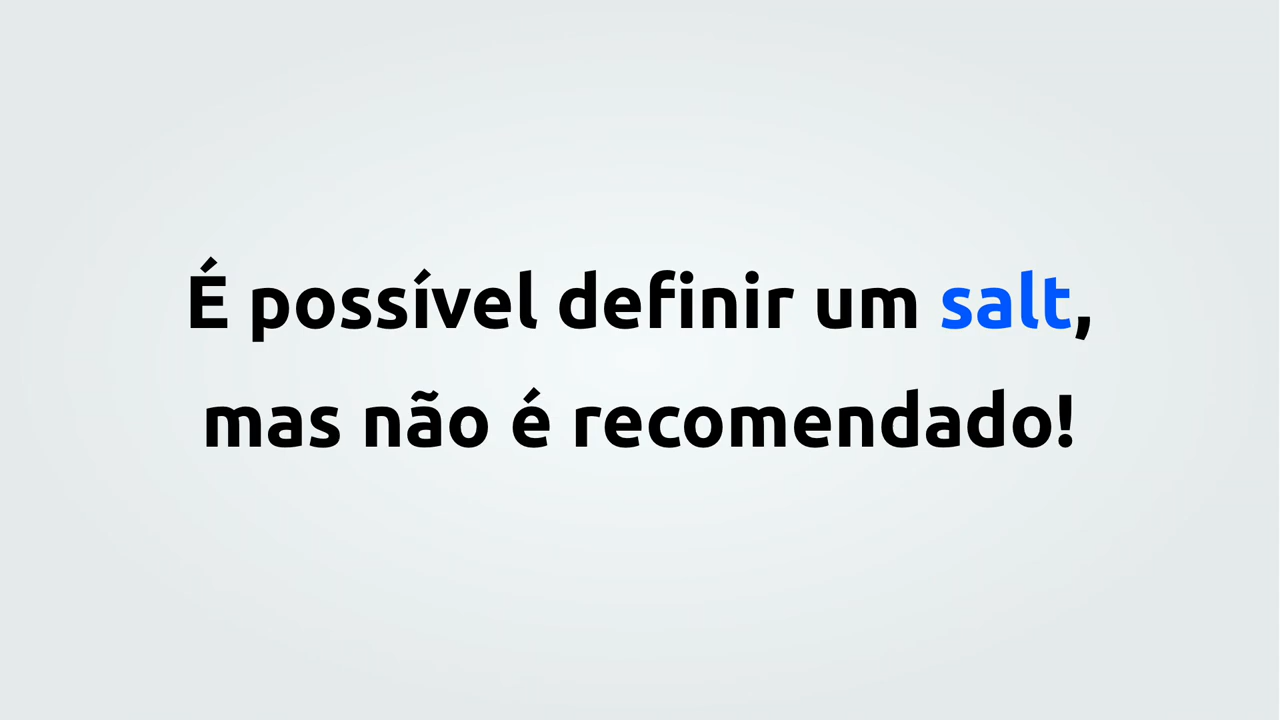 É possível definir um salt,
mas não é recomendado!